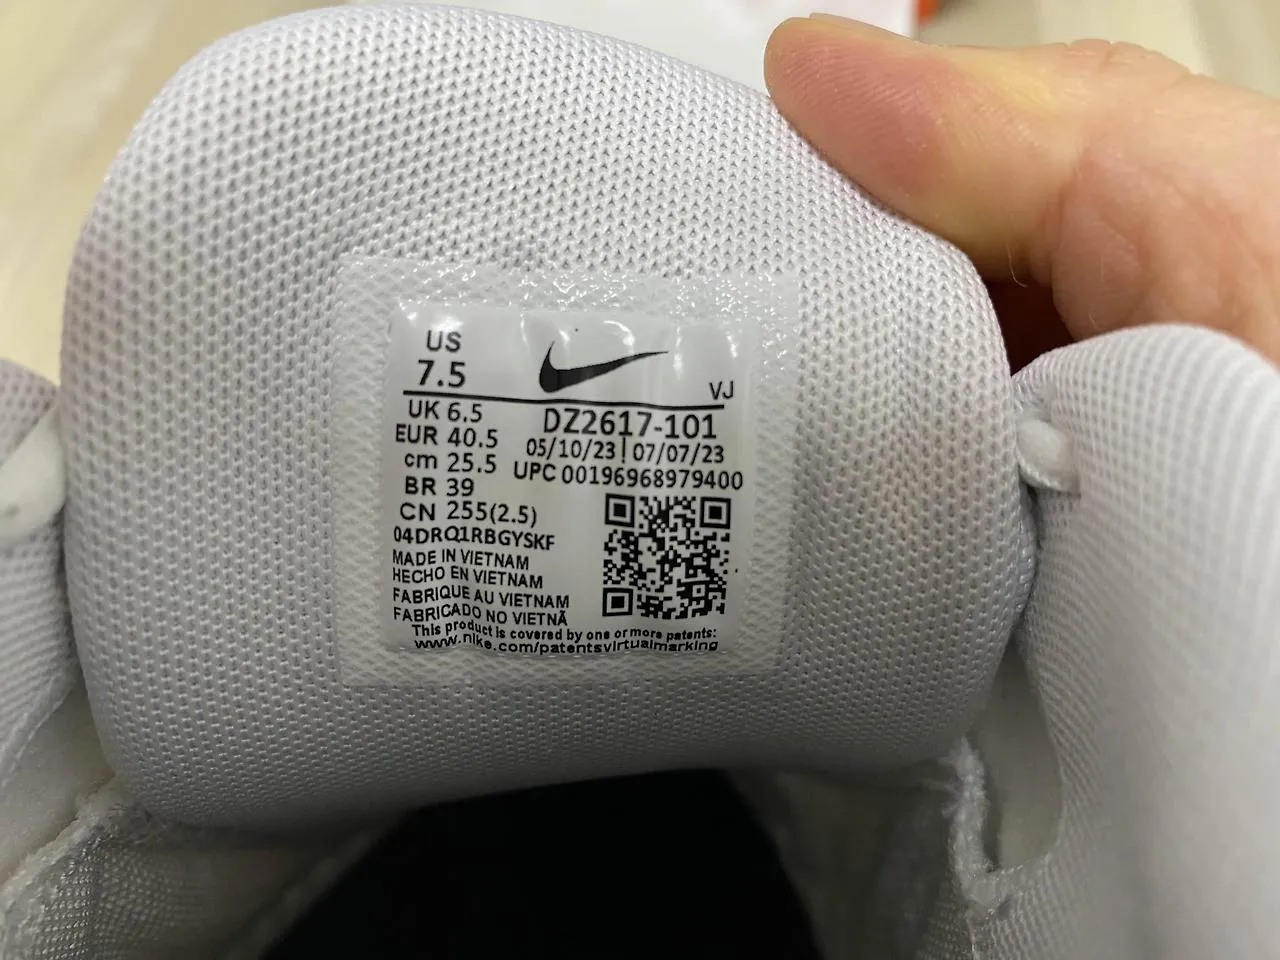 US
7.5
VJ
UK 6.5
EUR 40.5
cm 25.5
BR 39
CN 255(2.5)
DZ2617-101
05/10/23 | 07/07/23
UPC 00196968979400
04DRQ1RBGYSKF
MADE IN VIETNAM
HECHO EN VIETNAM
FABRIQUE AU VIETNAM
FABRICADO NO VIETNÃ
This product is covered by one or more patents:
www.nike.com/patentsvirtualmarking